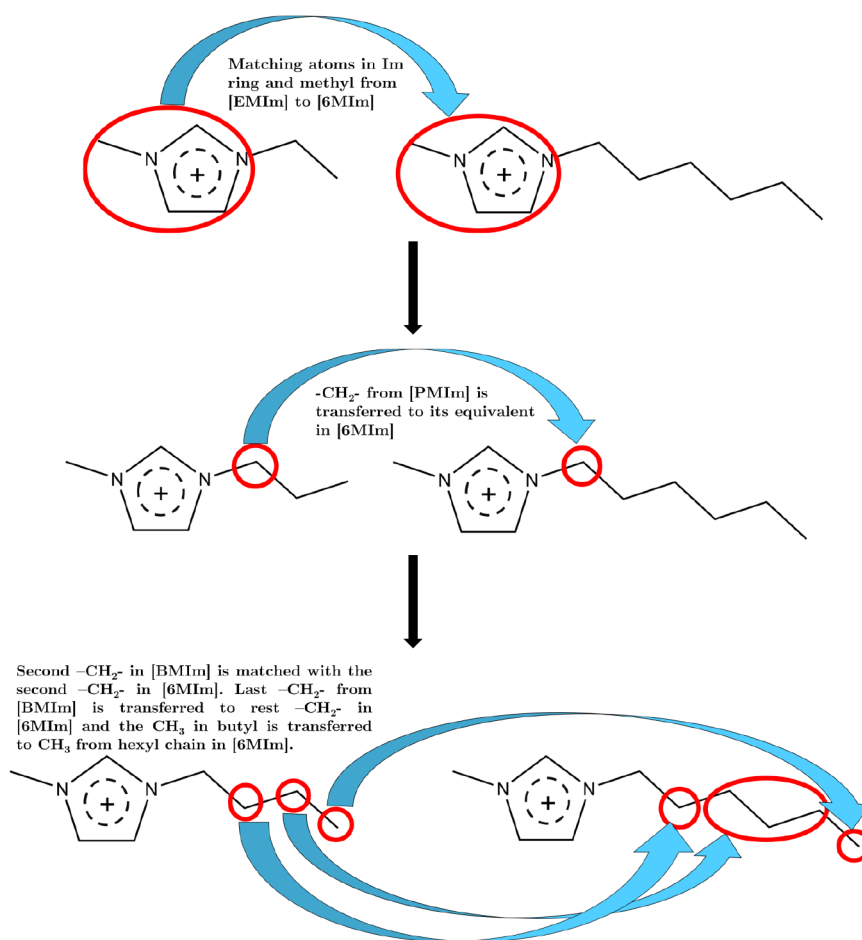 Matching atoms in Im
ring and methyl from
[EMIm] to [6MIm]
N
+
N
N
+
N
-CH₂- from [PMIm] is
transferred to its equivalent
in [6MIm]
N
+
N
N
+
N
Second –CH₂- in [BMIm] is matched with the
second –CH₂- in [6MIm]. Last –CH₂- from
[BMIm] is transferred to rest –CH₂- in
[6MIm] and the CH₃ in butyl is transferred
to CH₃ from hexyl chain in [6MIm].
N
+
N
N
+
N